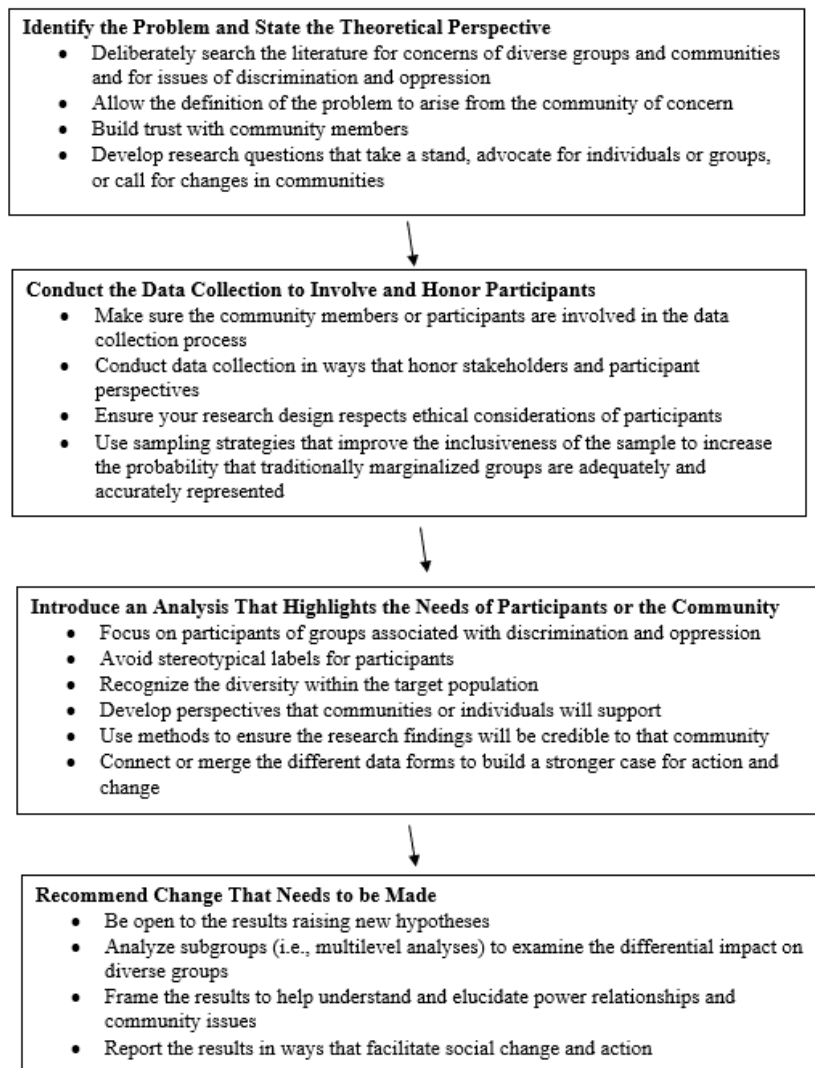 Identify the Problem and State the Theoretical Perspective
• Deliberately search the literature for concerns of diverse groups and communities
and for issues of discrimination and oppression
• Allow the definition of the problem to arise from the community of concern
• Build trust with community members
• Develop research questions that take a stand, advocate for individuals or groups,
or call for changes in communities
Conduct the Data Collection to Involve and Honor Participants
• Make sure the community members or participants are involved in the data
collection process
• Conduct data collection in ways that honor stakeholders and participant
perspectives
• Ensure your research design respects ethical considerations of participants
• Use sampling strategies that improve the inclusiveness of the sample to increase
the probability that traditionally marginalized groups are adequately and
accurately represented
Introduce an Analysis That Highlights the Needs of Participants or the Community
• Focus on participants of groups associated with discrimination and oppression
• Avoid stereotypical labels for participants
• Recognize the diversity within the target population
• Develop perspectives that communities or individuals will support
• Use methods to ensure the research findings will be credible to that community
• Connect or merge the different data forms to build a stronger case for action and
change
Recommend Change That Needs to be Made
• Be open to the results raising new hypotheses
• Analyze subgroups (i.e., multilevel analyses) to examine the differential impact on
diverse groups
• Frame the results to help understand and elucidate power relationships and
community issues
• Report the results in ways that facilitate social change and action